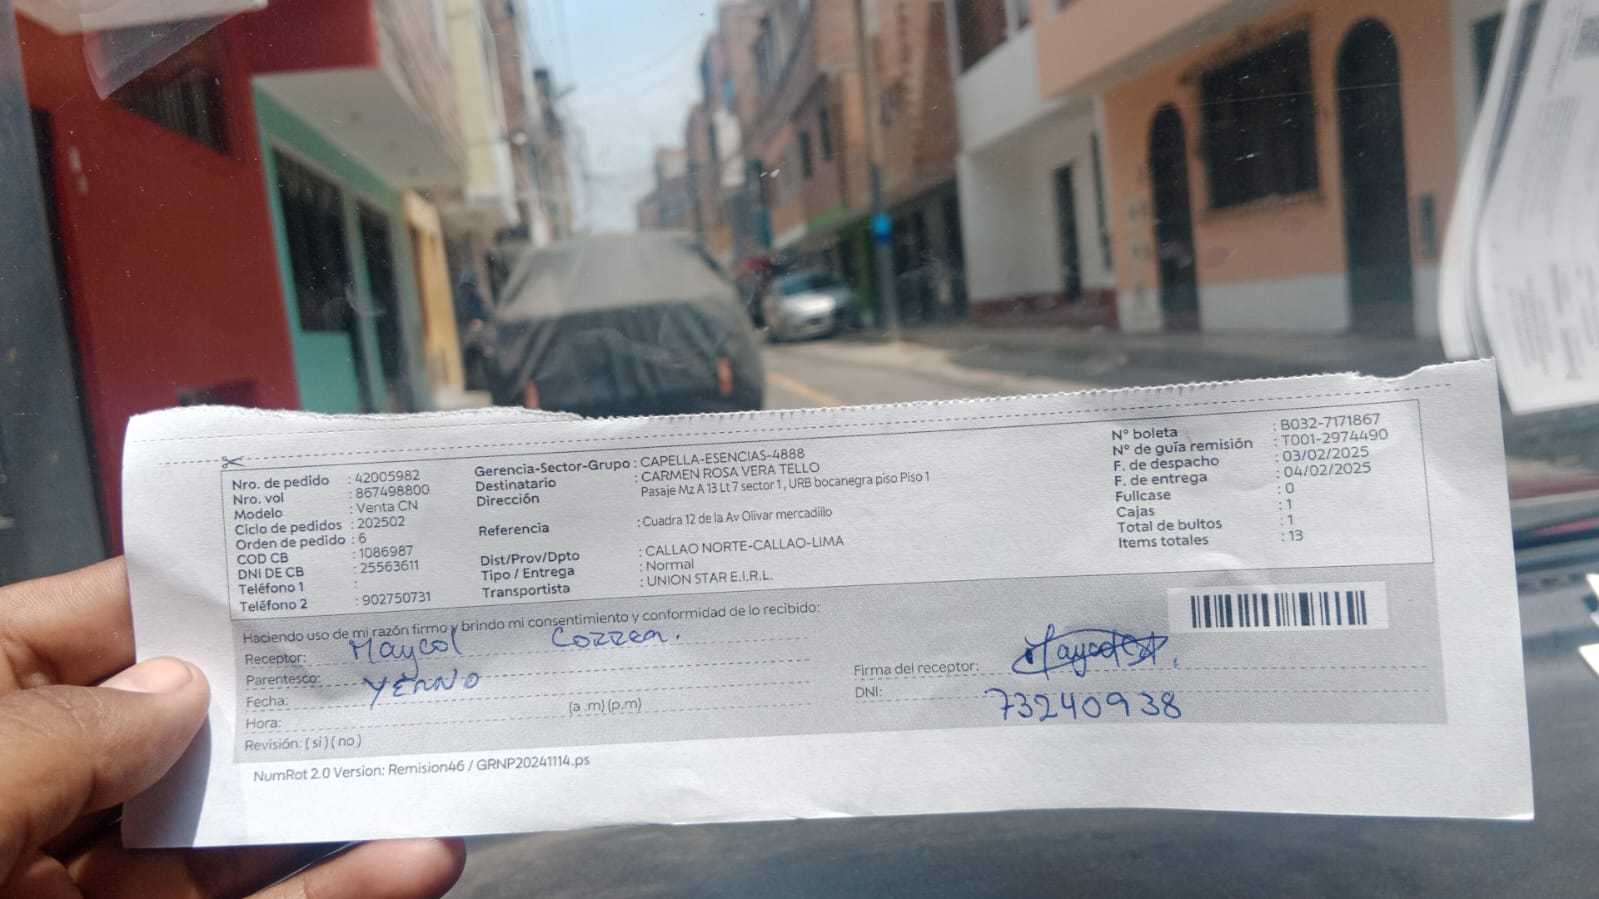 Nro. de pedido : 42005982
Nro. vol : 867498800
Modelo : Venta CN
Ciclo de pedidos : 202502
Orden de pedido : 6
COD CB : 1086987
DNI DE CB : 25563611
Teléfono 1 :
Teléfono 2 : 902750731
Gerencia-Sector-Grupo : CAPELLA-ESENCIAS-4888
Destinatario : CARMEN ROSA VERA TELLO
Dirección Pasaje Mz A 13 Lt 7 sector 1 , URB bocanegra piso Piso 1
Referencia : Cuadra 12 de la Av Olivar mercadillo
Dist/Prov/Dpto : CALLAO NORTE-CALLAO-LIMA
Tipo / Entrega : Normal
Transportista : UNION STAR E.I.R.L.
N° boleta : B032-7171867
N° de guía remisión : T001-2974490
F. de despacho : 03/02/2025
F. de entrega : 04/02/2025
Fullcase : 0
Cajas : 1
Total de bultos : 1
Items totales : 13
Haciendo uso de mi razón firmo y brindo mi consentimiento y conformidad de lo recibido:
Receptor: Maycol Correa.
Parentesco: YERNO
Fecha:
Hora: (a .m) (p.m)
Revisión: ( si ) ( no )
Firma del receptor: Maycol
DNI: 73240938
NumRot 2.0 Version: Remision46 / GRNP20241114.ps